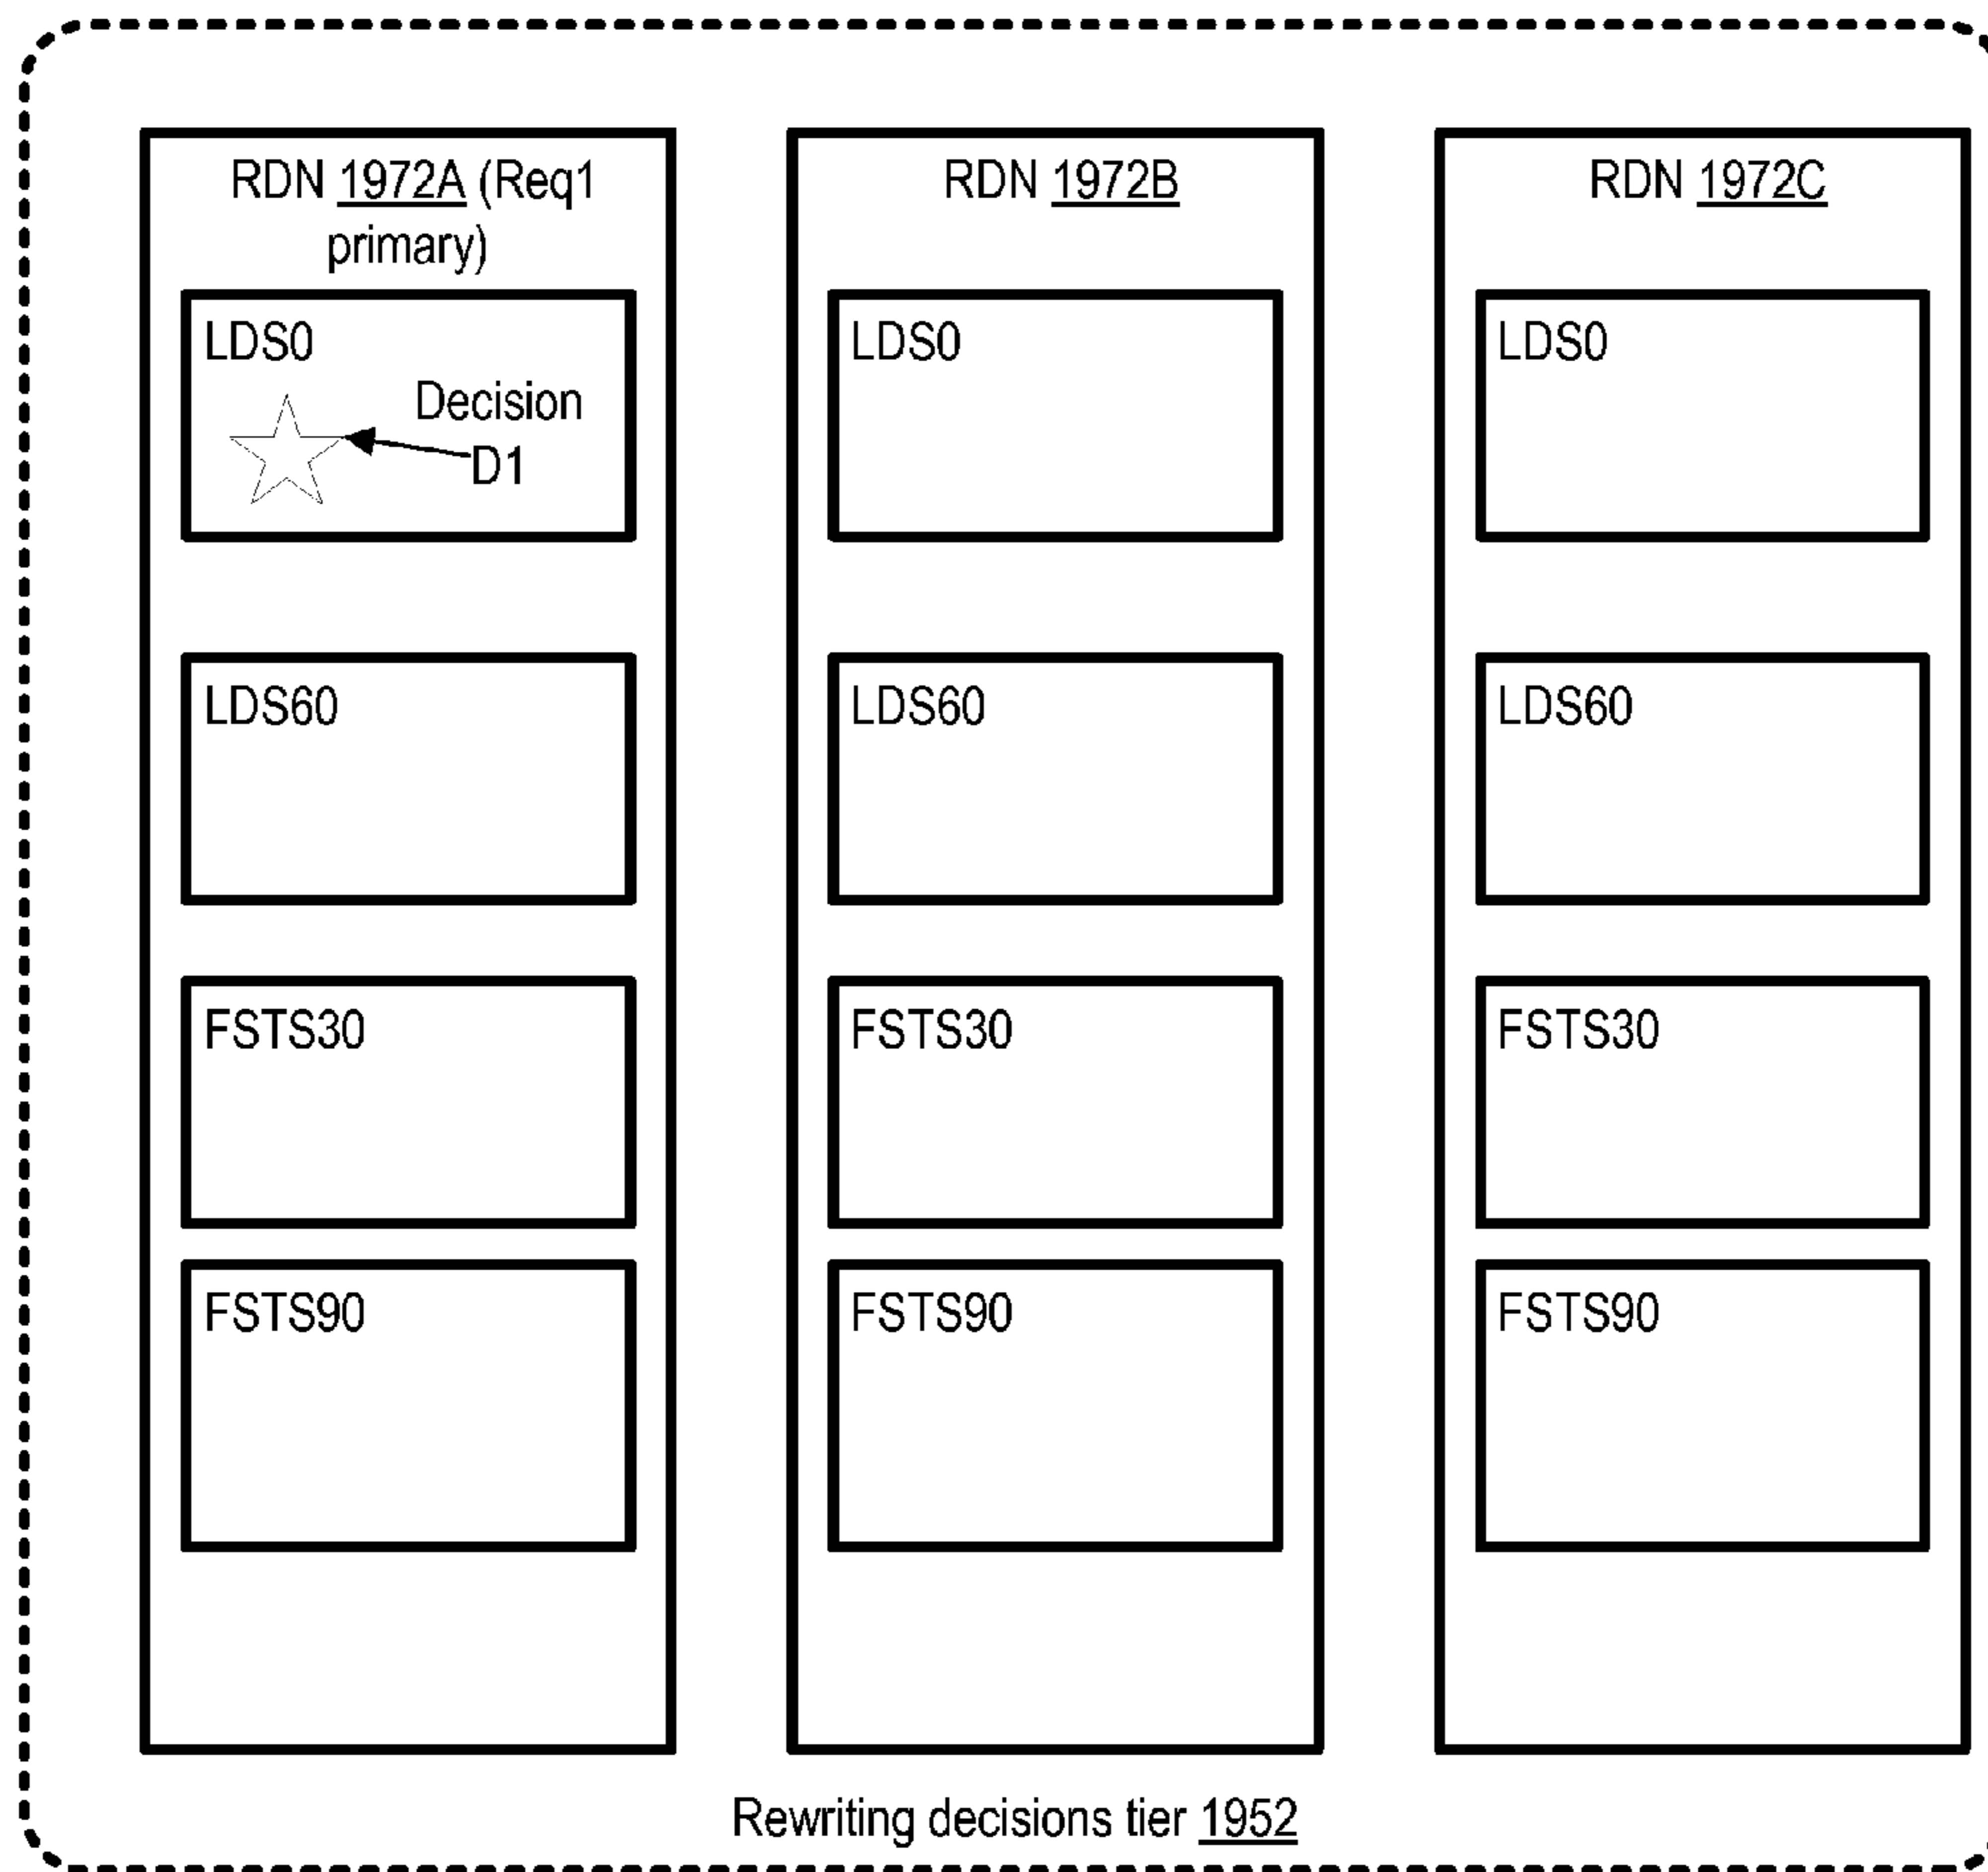 RDN 1972A (Req1
primary)
LDS0
Decision
D1
LDS60
FSTS30
FSTS90
RDN 1972B
LDS0
LDS60
FSTS30
FSTS90
RDN 1972C
LDS0
LDS60
FSTS30
FSTS90
Rewriting decisions tier 1952